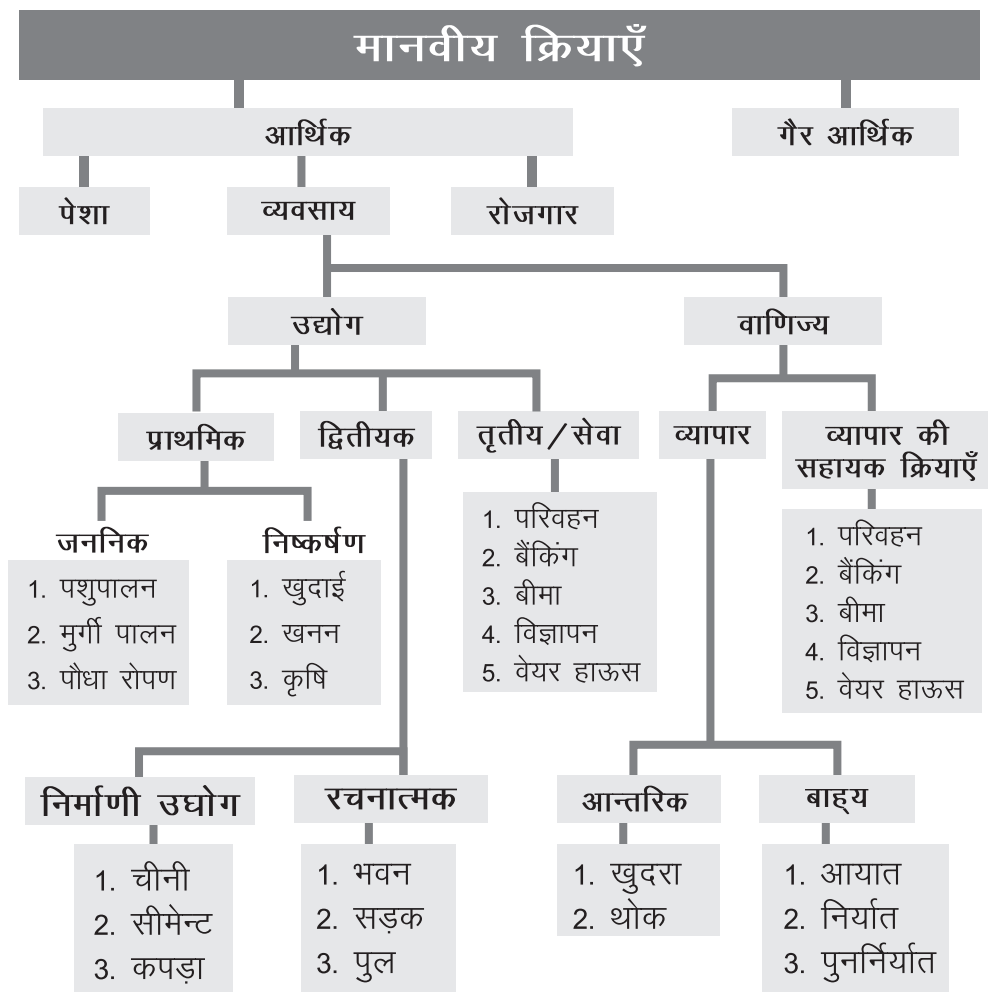 मानवीय क्रियाएँ
आर्थिक
गैर आर्थिक
पेशा
व्यवसाय
रोजगार
उद्योग
वाणिज्य
प्राथमिक
द्वितीयक
तृतीय/सेवा
व्यापार
व्यापार की
सहायक क्रियाएँ
जननिक
1. पशुपालन
2. मुर्गी पालन
3. पौधा रोपण
निष्कर्षण
1. खुदाई
2. खनन
3. कृषि
1. परिवहन
2. बैंकिंग
3. बीमा
4. विज्ञापन
5. वेयर हाऊस
1. परिवहन
2. बैंकिंग
3. बीमा
4. विज्ञापन
5. वेयर हाऊस
निर्माणी उघोग
1. चीनी
2. सीमेन्ट
3. कपड़ा
रचनात्मक
1. भवन
2. सड़क
3. पुल
आन्तरिक
1. खुदरा
2. थोक
बाह्य
1. आयात
2. निर्यात
3. पुनर्निर्यात